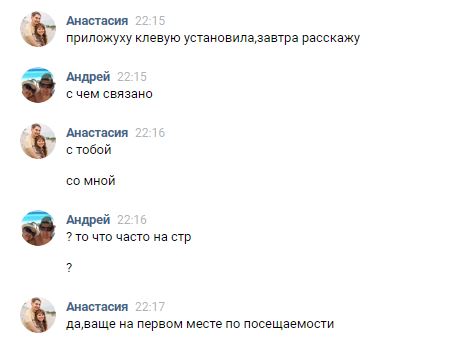 Анастасия 22:15
приложуху клевую установила,завтра расскажу
Андрей 22:15
с чем связано
Анастасия 22:16
с тобой
со мной
Андрей 22:16
? то что часто на стр
?
Анастасия 22:17
да,ваще на первом месте по посещаемости